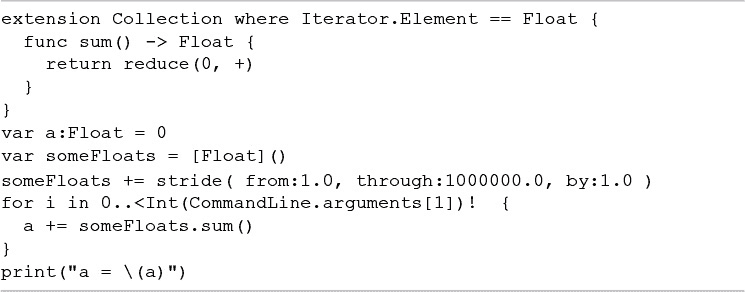 extension Collection where Iterator.Element == Float {
  func sum() -> Float {
    return reduce(0, +)
  }
}
var a:Float = 0
var someFloats = [Float]()
someFloats += stride( from:1.0, through:1000000.0, by:1.0 )
for i in 0..<Int(CommandLine.arguments[1])!  {
  a += someFloats.sum()
}
print("a = \(a)")